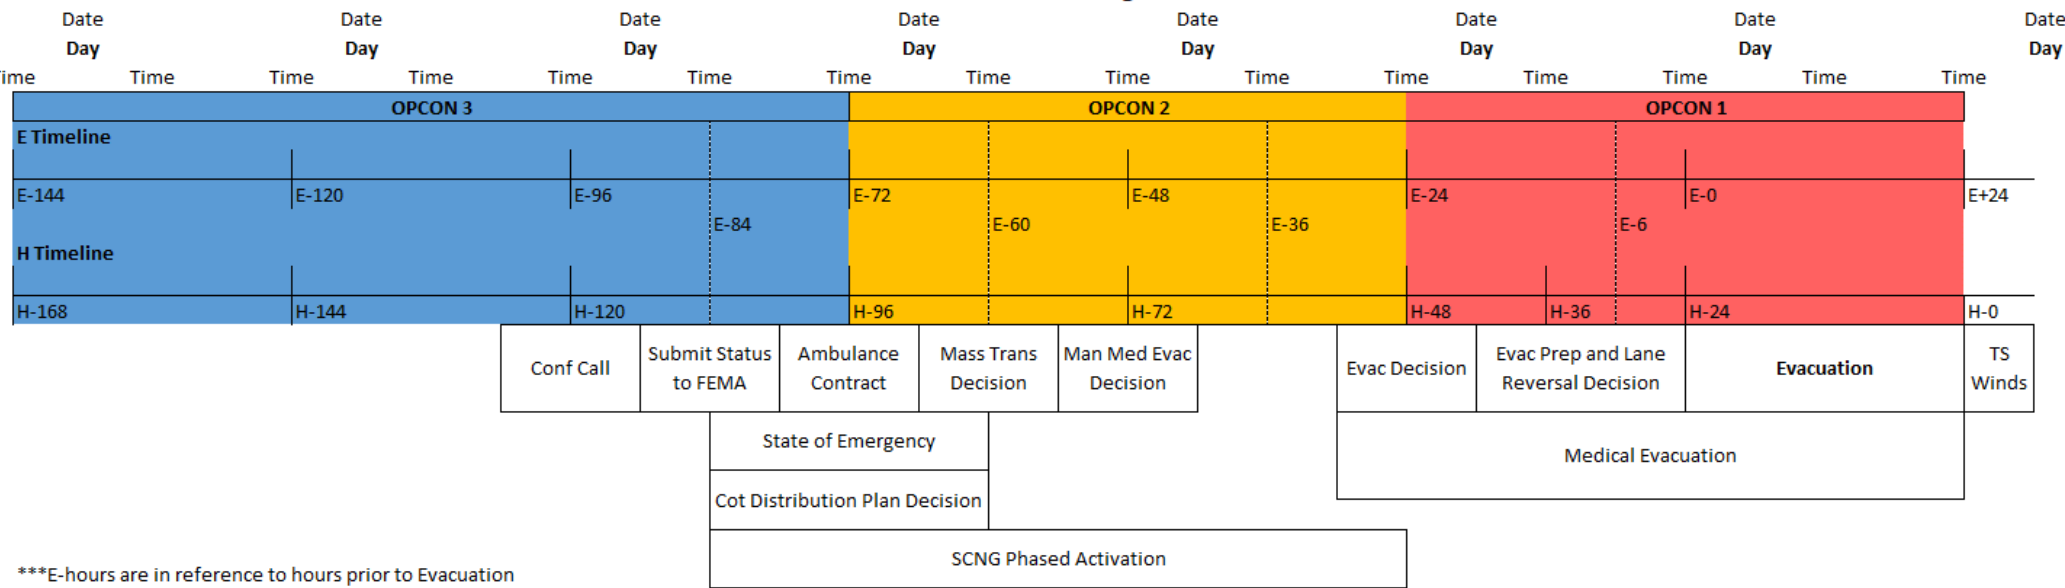 Date Date Date Date Date Date Date Date
Day Day Day Day Day Day Day Day
Time Time Time Time Time Time Time Time Time Time Time Time Time Time
OPCON 3 OPCON 2 OPCON 1
E Timeline
E-144 E-120 E-96 E-72 E-48 E-24 E-0 E+24
E-84 E-60 E-36 E-6
H Timeline
H-168 H-144 H-120 H-96 H-72 H-48 H-36 H-24 H-0
Conf Call
Submit Status
to FEMA
Ambulance
Contract
Mass Trans
Decision
Man Med Evac
Decision
Evac Decision
Evac Prep and Lane
Reversal Decision
Evacuation
TS
Winds
State of Emergency
Medical Evacuation
Cot Distribution Plan Decision
SCNG Phased Activation
***E-hours are in reference to hours prior to Evacuation